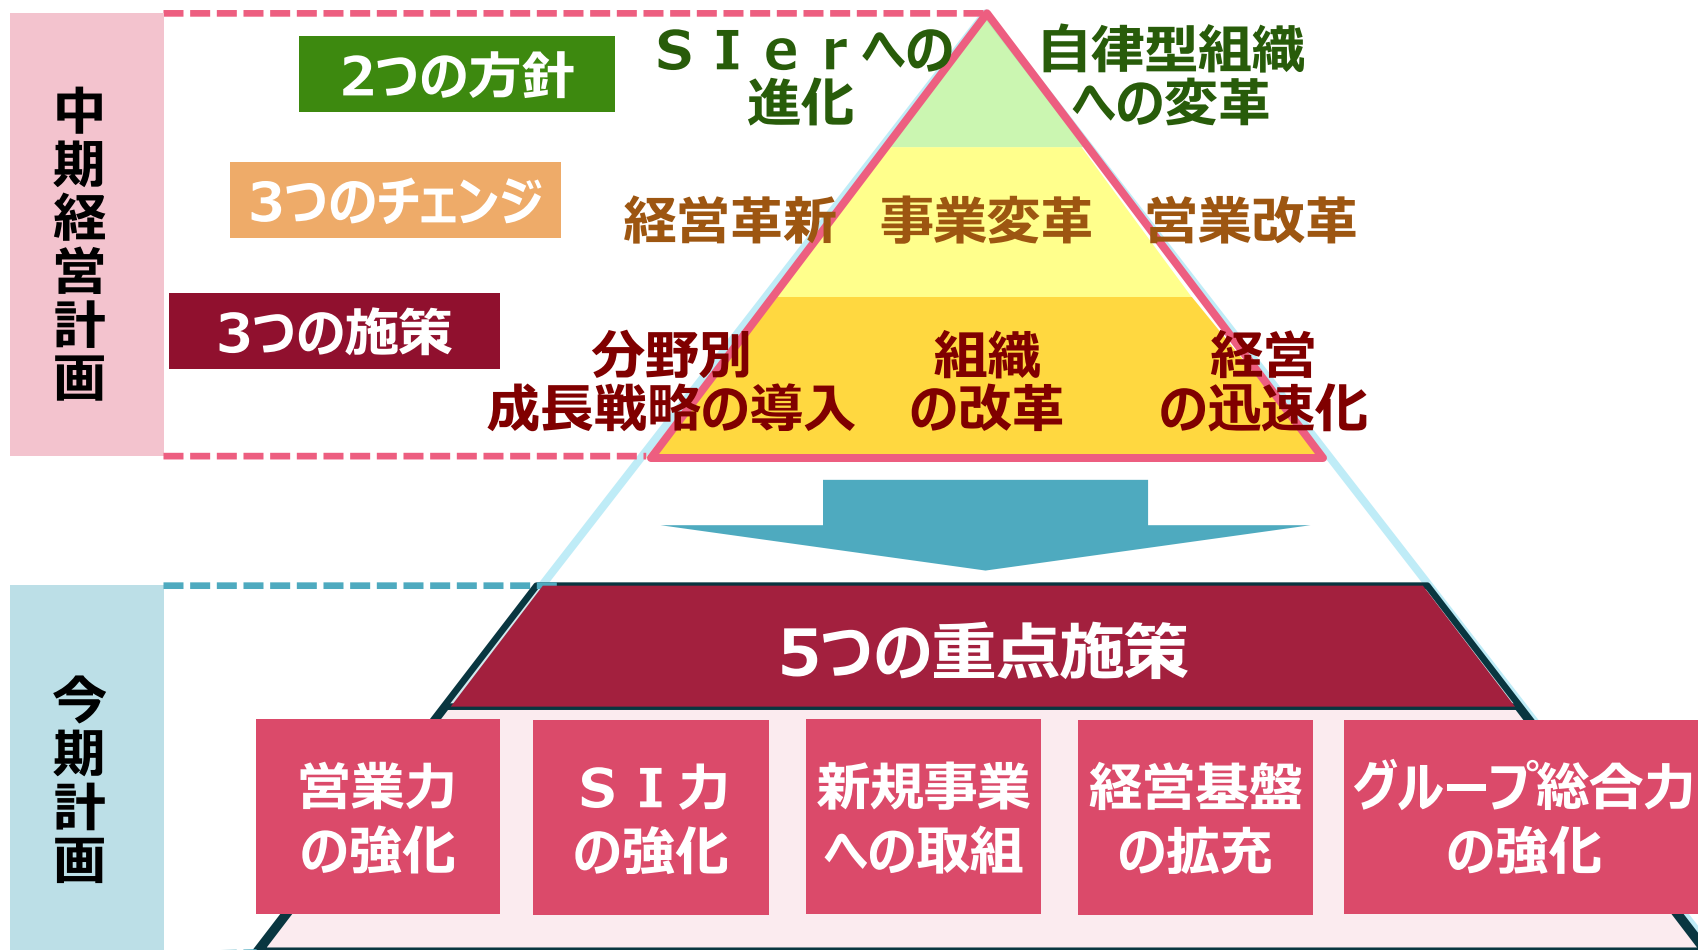 中期経営計画
2つの方針
ＳＩｅｒへの
進化
自律型組織
への変革
3つのチェンジ
経営革新
事業変革
営業改革
3つの施策
分野別
成長戦略の導入
組織
の改革
経営
の迅速化
今期計画
5つの重点施策
営業力
の強化
ＳＩ力
の強化
新規事業
への取組
経営基盤
の拡充
グループ総合力
の強化